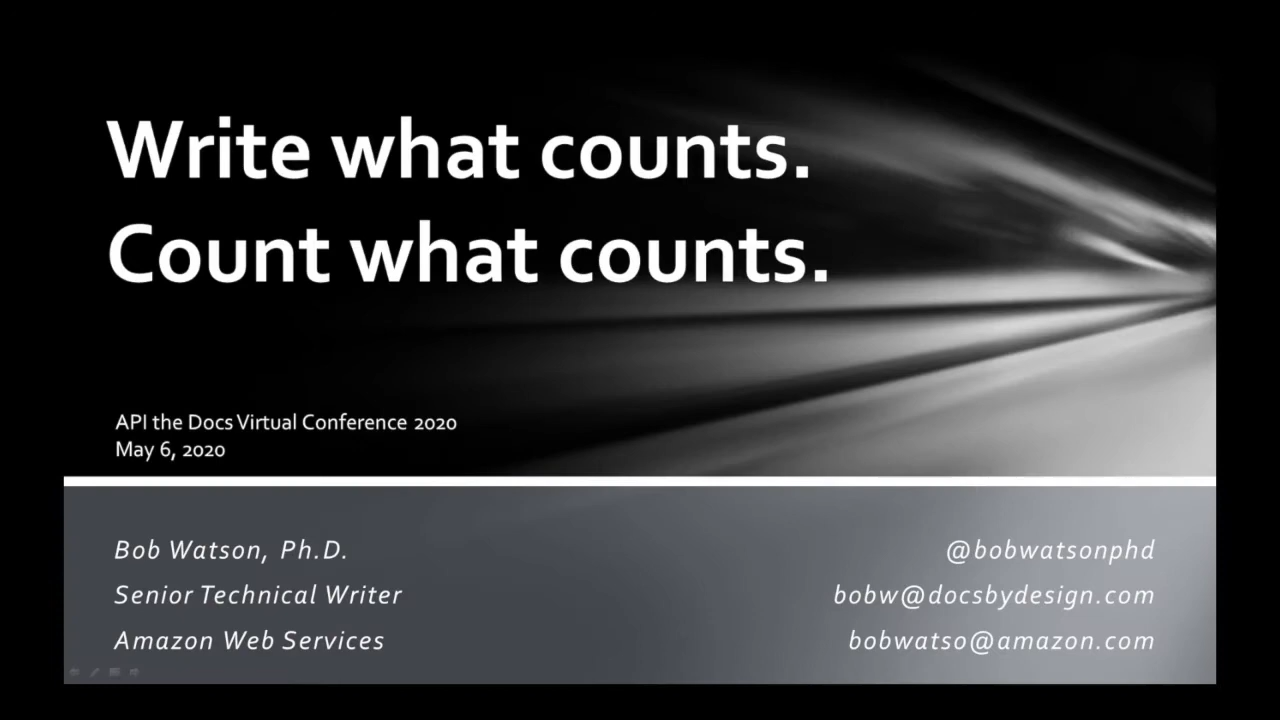 Write what counts.
Count what counts.
API the Docs Virtual Conference 2020
May 6, 2020
Bob Watson, Ph.D.
Senior Technical Writer
Amazon Web Services
@bobwatsonphd
bobw@docsbydesign.com
bobwatso@amazon.com